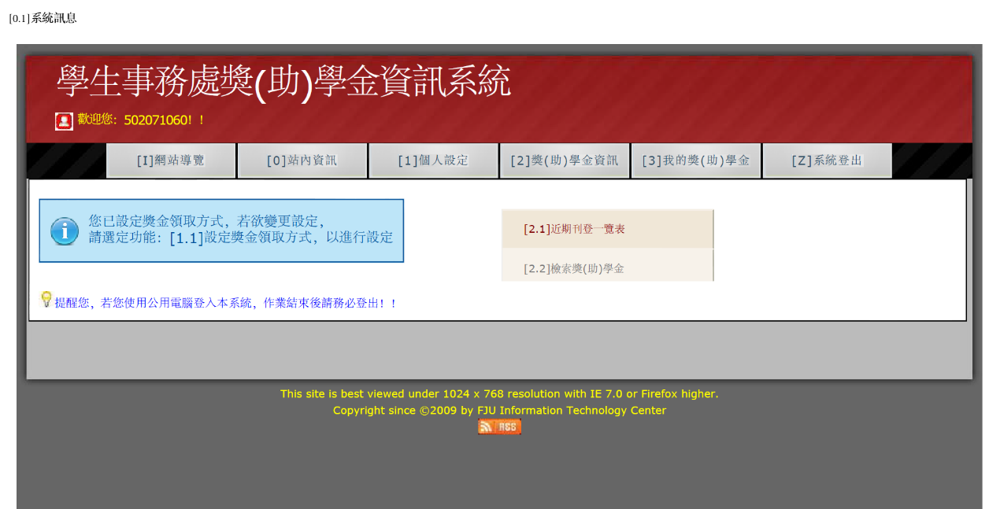 [0.1]系統訊息
學生事務處獎(助)學金資訊系統
歡迎您: 502071060! !
[I]網站導覽 [0]站內資訊 [1]個人設定 [2]獎(助)學金資訊 [3]我的獎(助)學金 [Z]系統登出
您已設定獎金領取方式, 若欲變更設定,
請選定功能: [1.1]設定獎金領取方式, 以進行設定
[2.1]近期刊登一覽表
[2.2]檢索獎(助)學金
提醒您, 若您使用公用電腦登入本系統, 作業結束後請務必登出! !
This site is best viewed under 1024 x 768 resolution with IE 7.0 or Firefox higher.
Copyright since ©2009 by FJU Information Technology Center
RSS